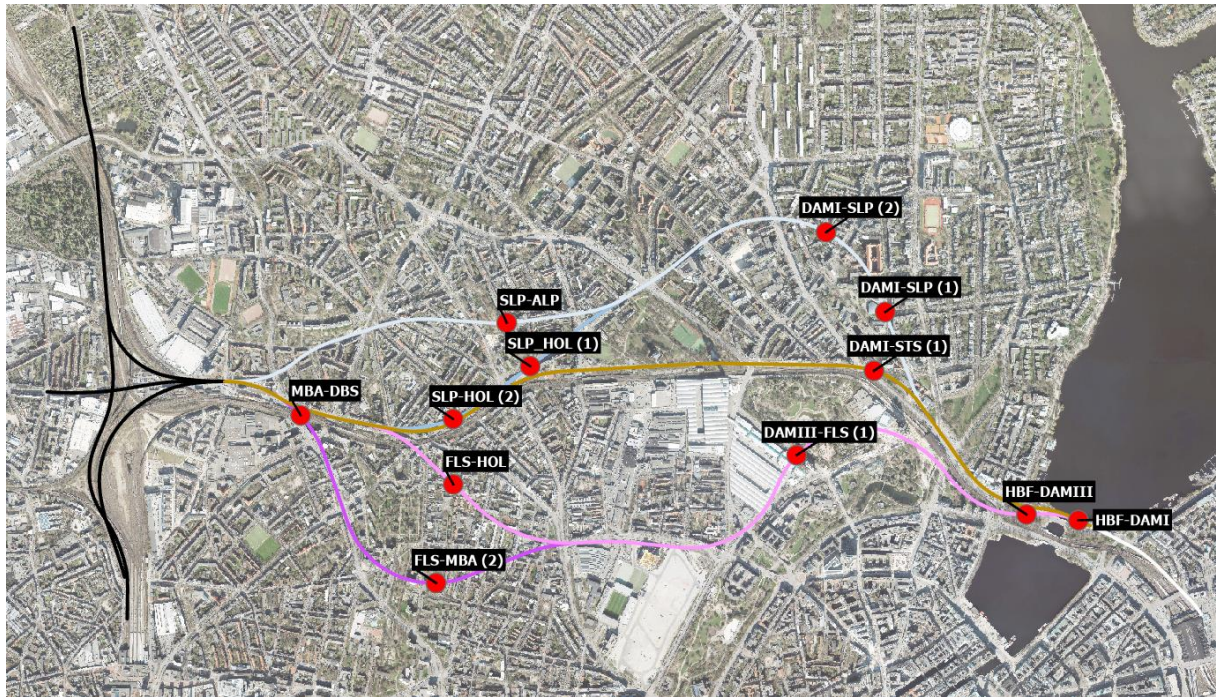 DAMI-SLP (2)
DAMI-SLP (1)
SLP-ALP
SLP_HOL (1)
DAMI-STS (1)
MBA-DBS
SLP-HOL (2)
DAMIII-FLS (1)
FLS-HOL
HBF-DAMIII
HBF-DAMI
FLS-MBA (2)